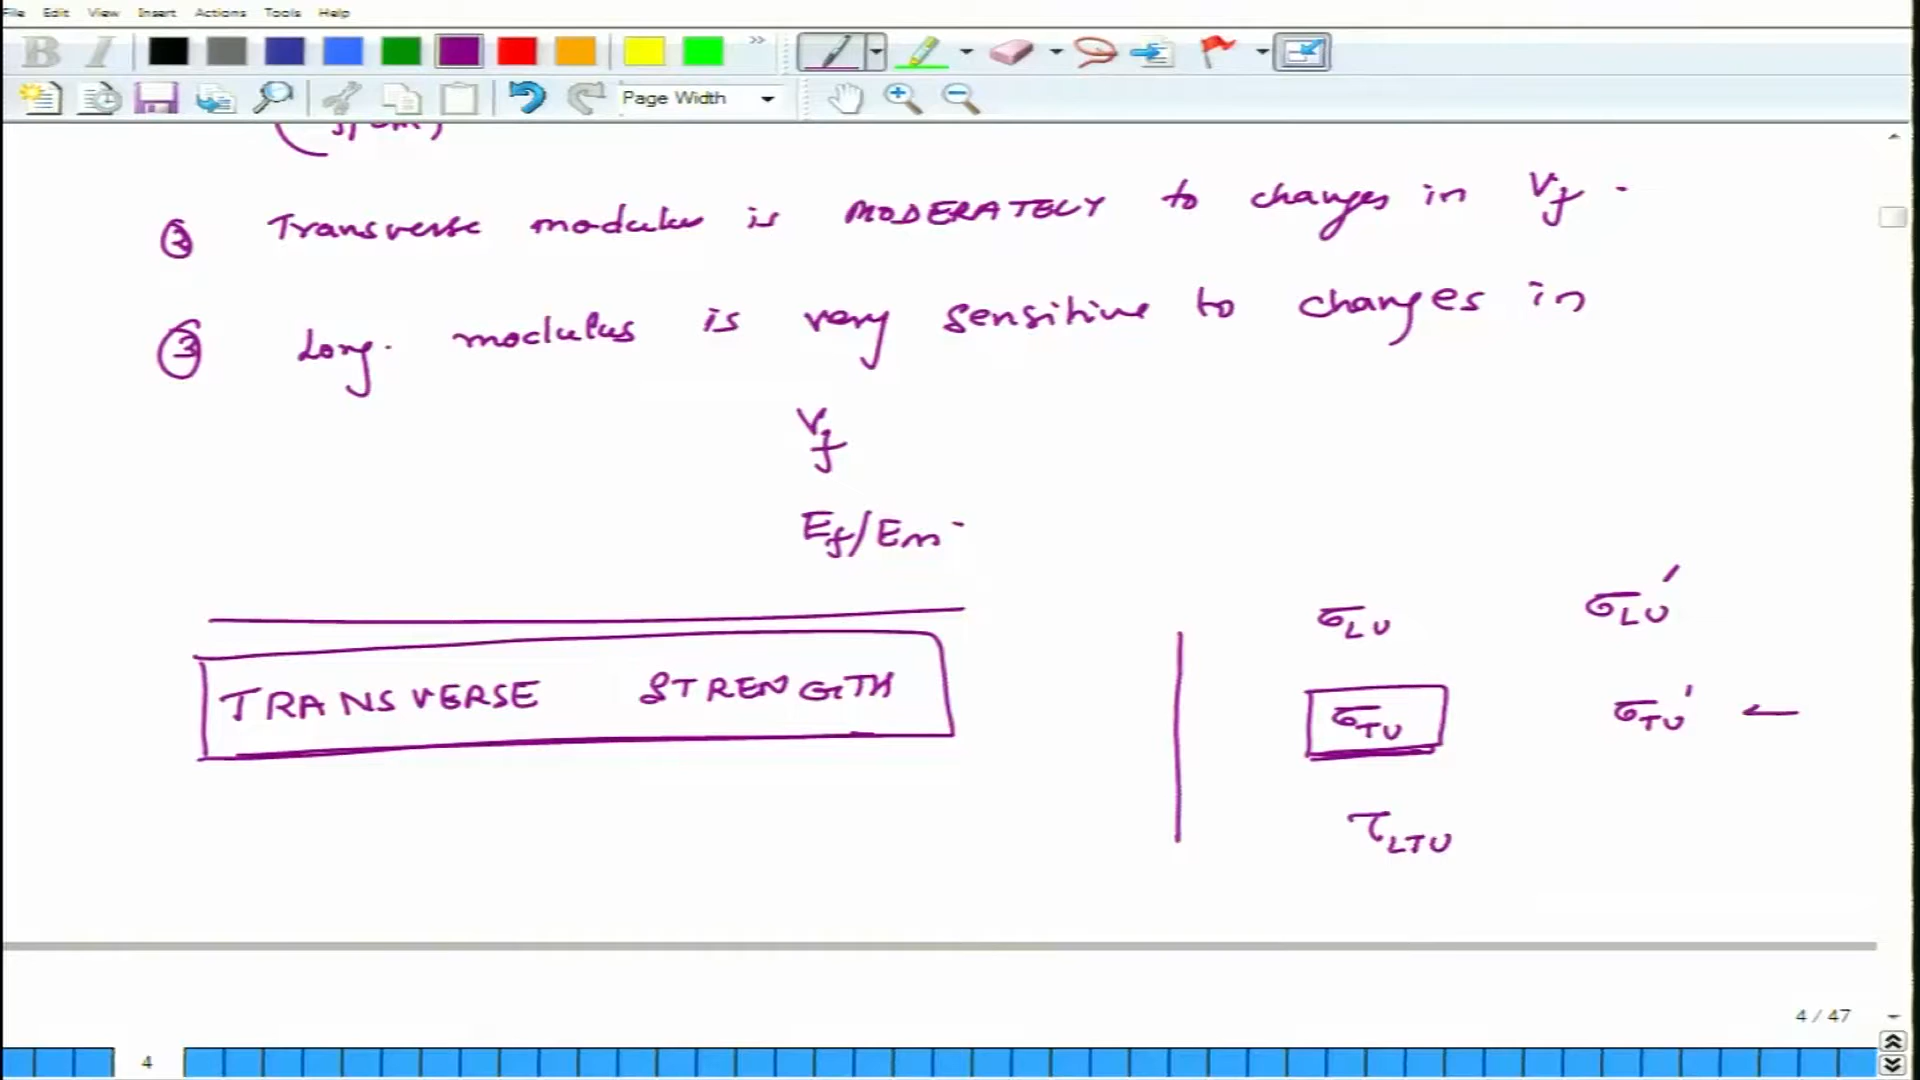 File Edit View Insert Actions Tools Help
B I
Page Width
② Transverse modulus is MODERATELY to changes in Vf .
③ Long. modulus is very sensitive to changes in
Vf
Ef/Em .
TRANSVERSE STRENGTH
σLU σLU'
σTU σTU' ←
τLTU
4 / 47
4